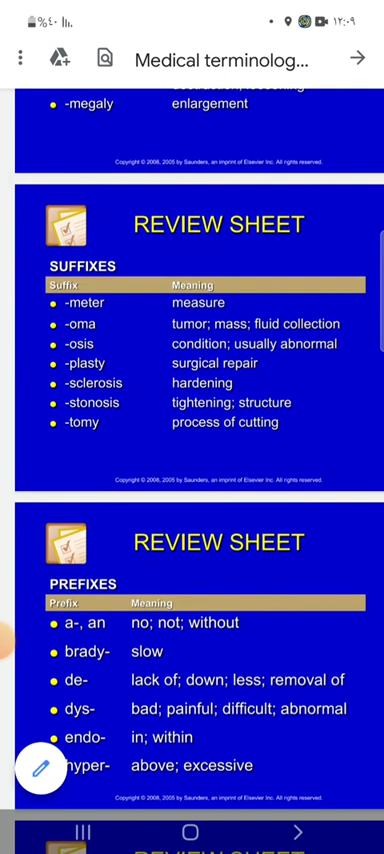 %٤٠ ١٢:٠٩
Medical terminolog...
-megaly enlargement
Copyright © 2008, 2005 by Saunders, an imprint of Elsevier Inc. All rights reserved.
REVIEW SHEET
SUFFIXES
Suffix Meaning
-meter measure
-oma tumor; mass; fluid collection
-osis condition; usually abnormal
-plasty surgical repair
-sclerosis hardening
-stonosis tightening; structure
-tomy process of cutting
Copyright © 2008, 2005 by Saunders, an imprint of Elsevier Inc. All rights reserved.
REVIEW SHEET
PREFIXES
Prefix Meaning
a-, an no; not; without
brady- slow
de- lack of; down; less; removal of
dys- bad; painful; difficult; abnormal
endo- in; within
hyper- above; excessive
Copyright © 2008, 2005 by Saunders, an imprint of Elsevier Inc. All rights reserved.